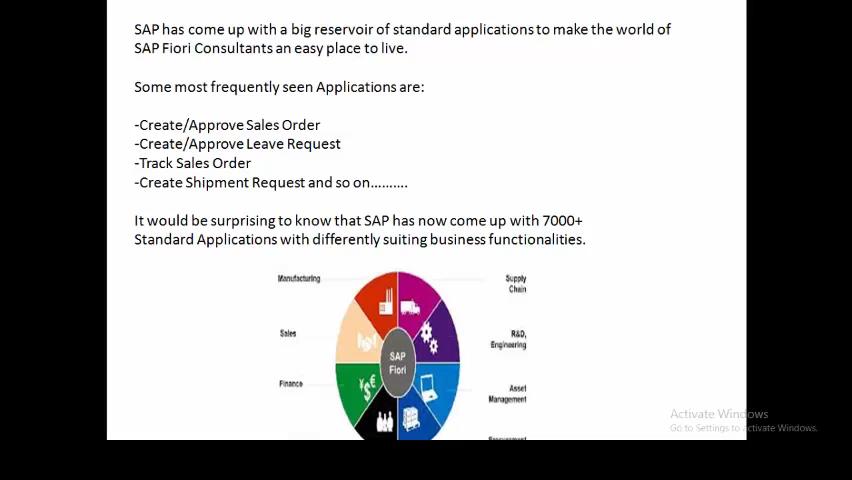 SAP has come up with a big reservoir of standard applications to make the world of
SAP Fiori Consultants an easy place to live.
Some most frequently seen Applications are:
-Create/Approve Sales Order
-Create/Approve Leave Request
-Track Sales Order
-Create Shipment Request and so on..........
It would be surprising to know that SAP has now come up with 7000+
Standard Applications with differently suiting business functionalities.
Manufacturing
Supply
Chain
Sales
R&D,
Engineering
SAP
Fiori
Finance
Asset
Management
Activate Windows
Go to Settings to activate Windows.